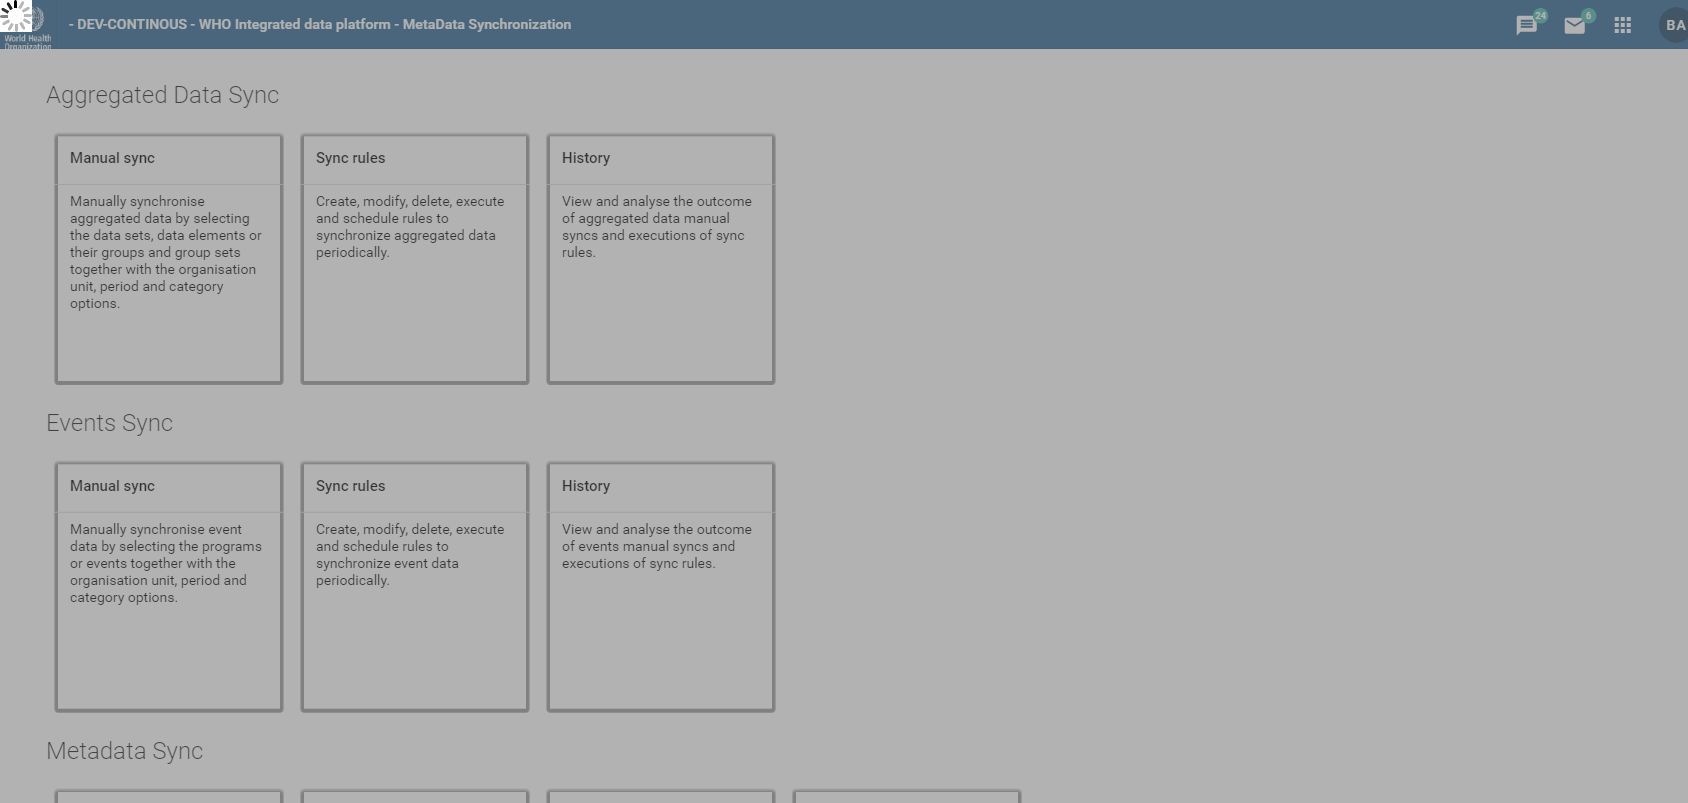 World Health
Organization
- DEV-CONTINOUS - WHO Integrated data platform - MetaData Synchronization
24
6
BA
Aggregated Data Sync
Manual sync
Manually synchronise
aggregated data by selecting
the data sets, data elements or
their groups and group sets
together with the organisation
unit, period and category
options.
Sync rules
Create, modify, delete, execute
and schedule rules to
synchronize aggregated data
periodically.
History
View and analyse the outcome
of aggregated data manual
syncs and executions of sync
rules.
Events Sync
Manual sync
Manually synchronise event
data by selecting the programs
or events together with the
organisation unit, period and
category options.
Sync rules
Create, modify, delete, execute
and schedule rules to
synchronize event data
periodically.
History
View and analyse the outcome
of events manual syncs and
executions of sync rules.
Metadata Sync